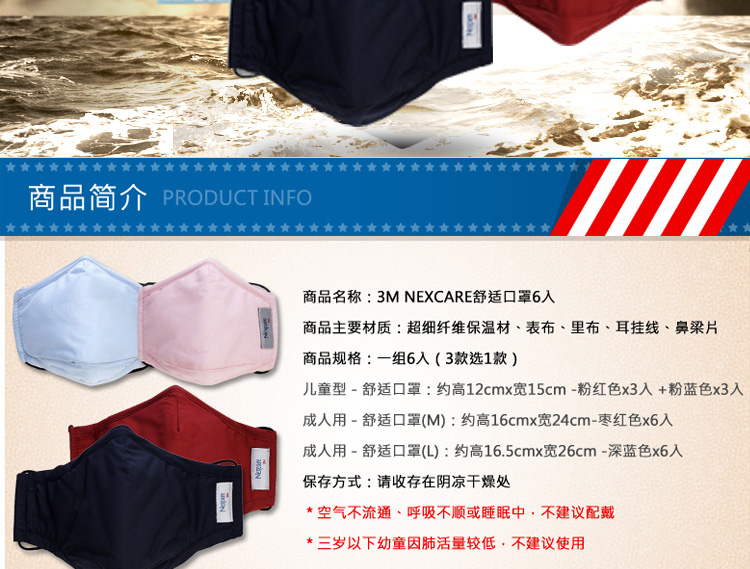 Nexcare
商品简介 PRODUCT INFO
Nexcare
商品名称：3M NEXCARE舒适口罩6入
商品主要材质：超细纤维保温材、表布、里布、耳挂线、鼻梁片
商品规格：一组6入（3款选1款）
儿童型－舒适口罩：约高12cmx宽15cm -粉红色x3入 +粉蓝色x3入
成人用－舒适口罩(M)：约高16cmx宽24cm-枣红色x6入
成人用－舒适口罩(L)：约高16.5cmx宽26cm -深蓝色x6入
Nexcare
保存方式：请收存在阴凉干燥处
Nexcare
*空气不流通、呼吸不顺或睡眠中，不建议配戴
*三岁以下幼童因肺活量较低，不建议使用